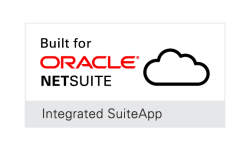 Built for
ORACLE®
NETSUITE
Integrated SuiteApp